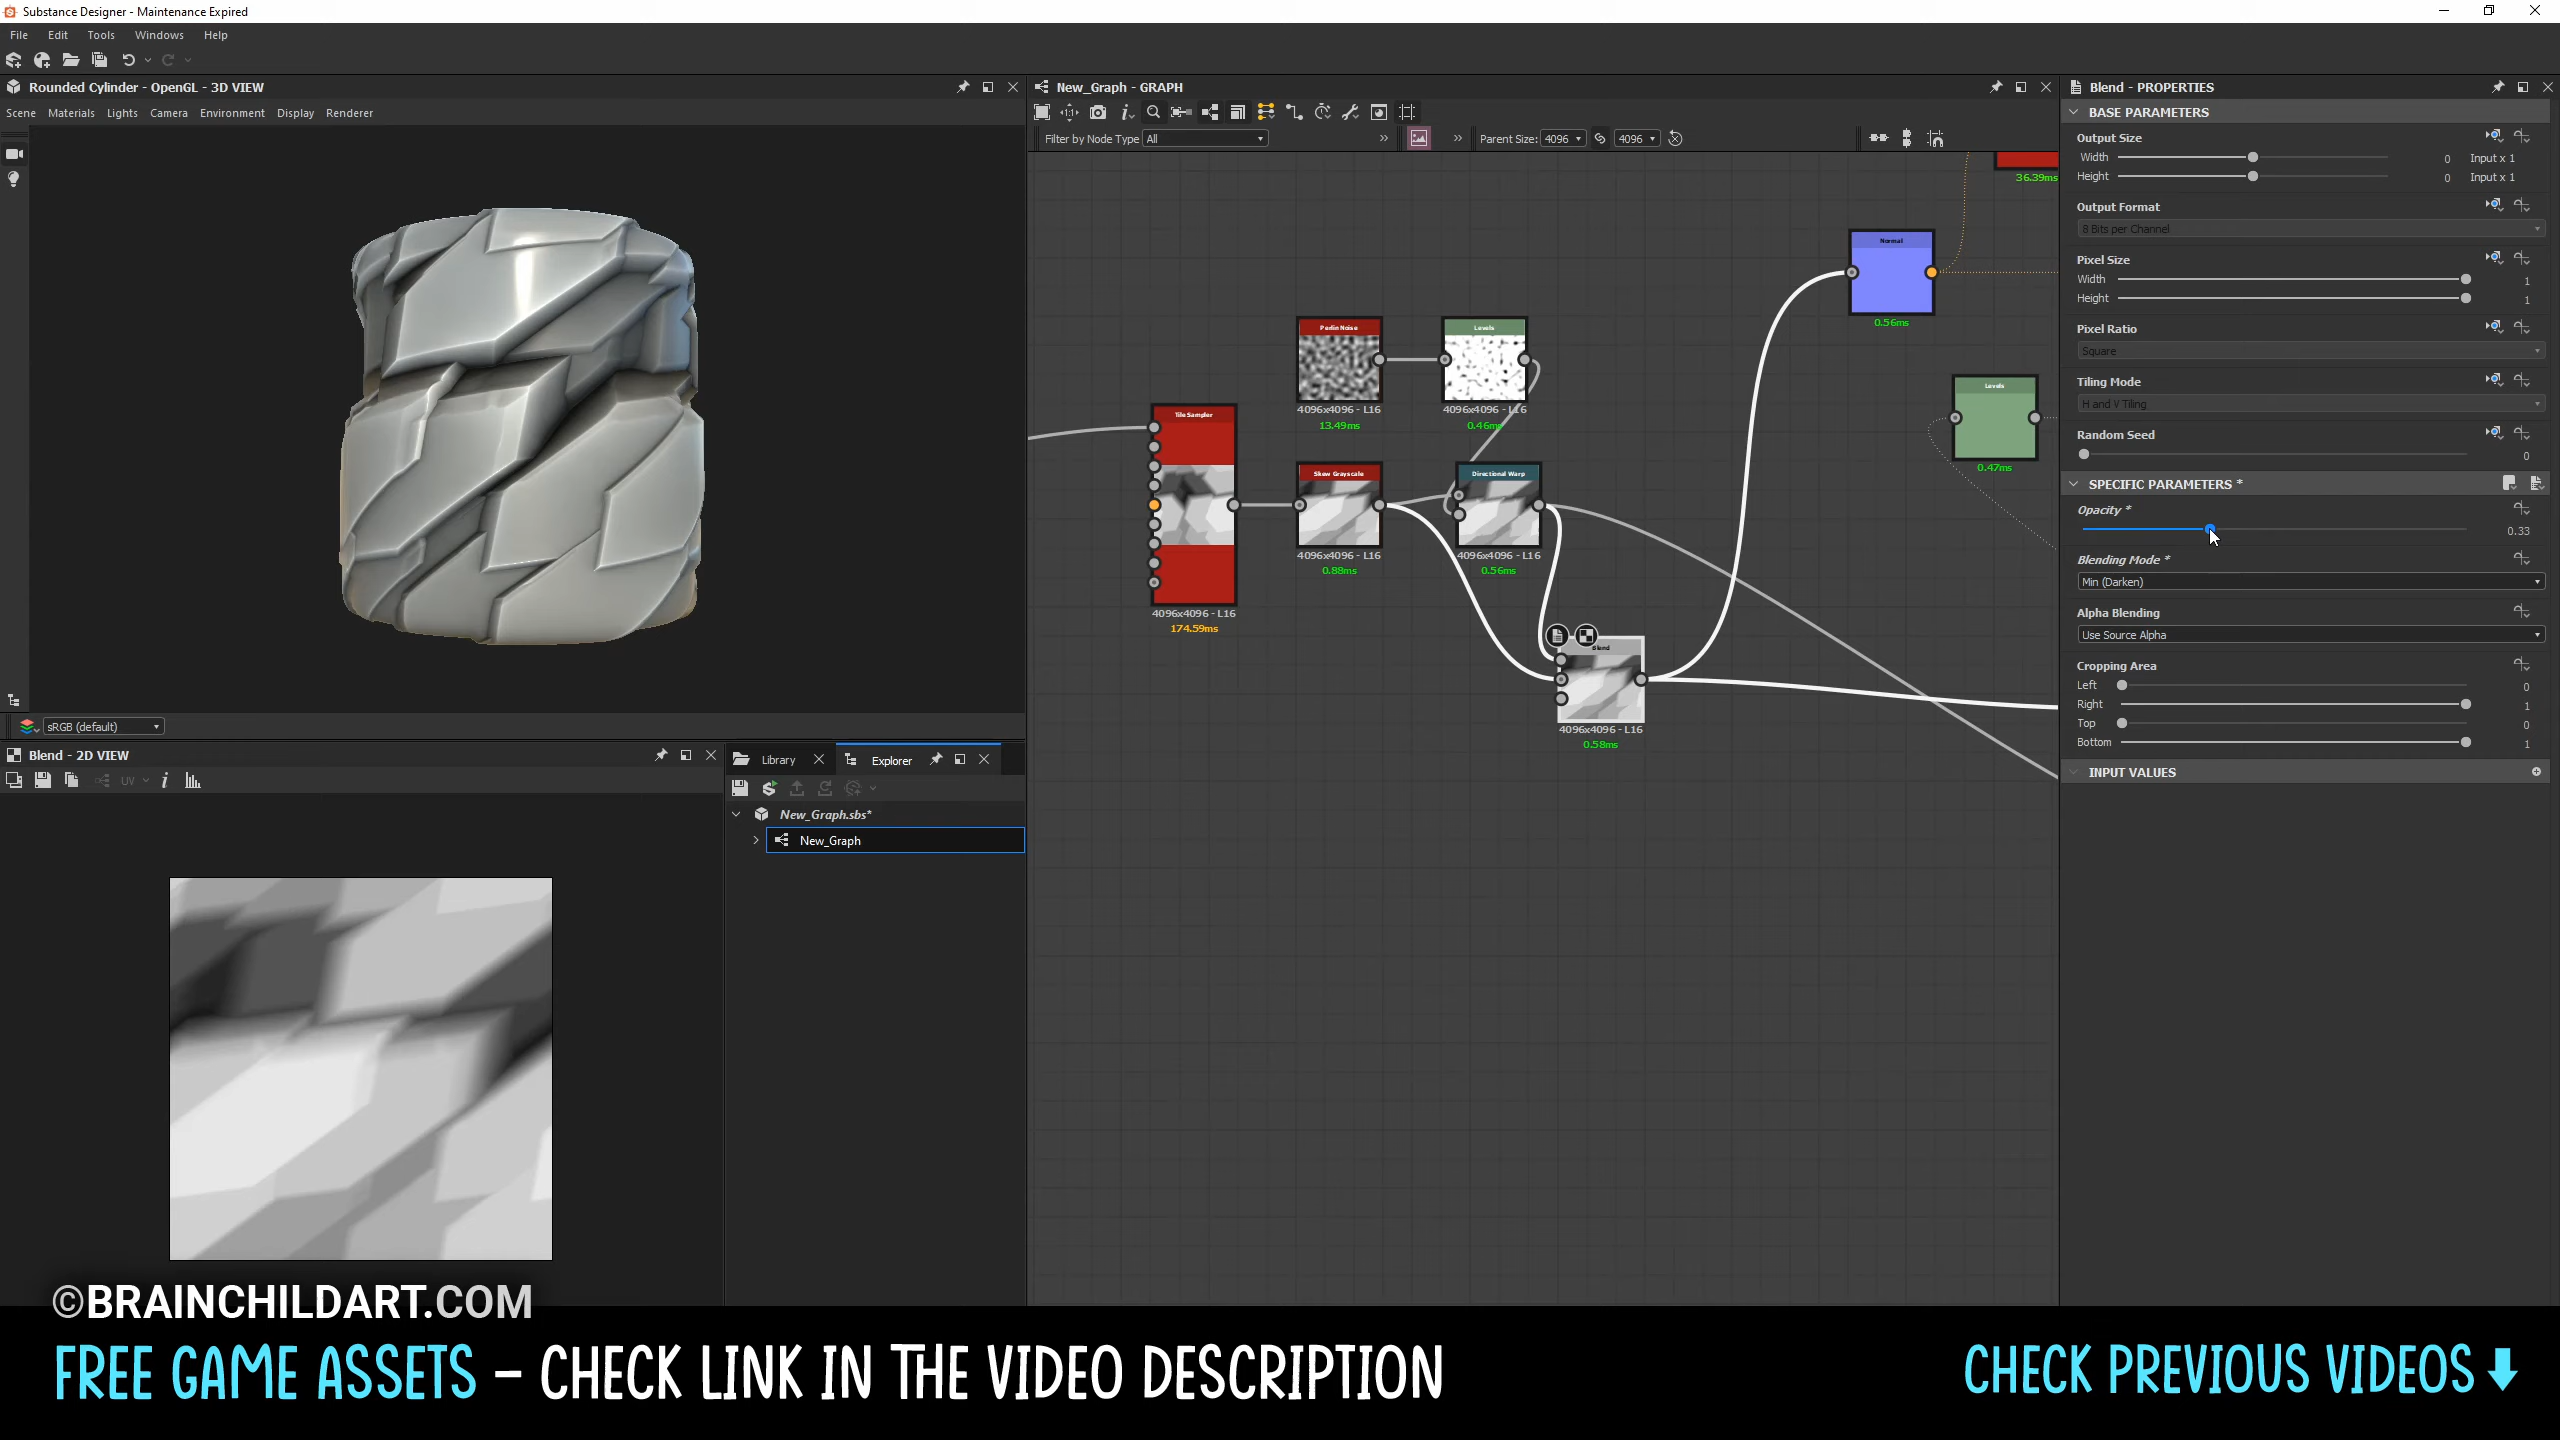 Substance Designer - Maintenance Expired
File Edit Tools Windows Help
Rounded Cylinder - OpenGL - 3D VIEW
Scene Materials Lights Camera Environment Display Renderer
sRGB (default)
Blend - 2D VIEW
UV
Library
Explorer
New_Graph.sbs*
New_Graph
New_Graph - GRAPH
Filter by Node Type All
Parent Size: 4096 4096
36.39ms
Normal
0.56ms
Perlin Noise
4096x4096 - L16
13.49ms
Levels
4096x4096 - L16
0.46ms
Levels
0.47ms
Tile Sampler
4096x4096 - L16
174.59ms
Skew Grayscale
4096x4096 - L16
0.88ms
Directional Warp
4096x4096 - L16
0.56ms
Blend
4096x4096 - L16
0.58ms
Blend - PROPERTIES
BASE PARAMETERS
Output Size
Width 0 Input x 1
Height 0 Input x 1
Output Format
8 Bits per Channel
Pixel Size
Width 1
Height 1
Pixel Ratio
Square
Tiling Mode
H and V Tiling
Random Seed
0
SPECIFIC PARAMETERS *
Opacity *
0.33
Blending Mode *
Min (Darken)
Alpha Blending
Use Source Alpha
Cropping Area
Left 0
Right 1
Top 0
Bottom 1
INPUT VALUES
©BRAINCHILDART.COM
FREE GAME ASSETS – CHECK LINK IN THE VIDEO DESCRIPTION
CHECK PREVIOUS VIDEOS